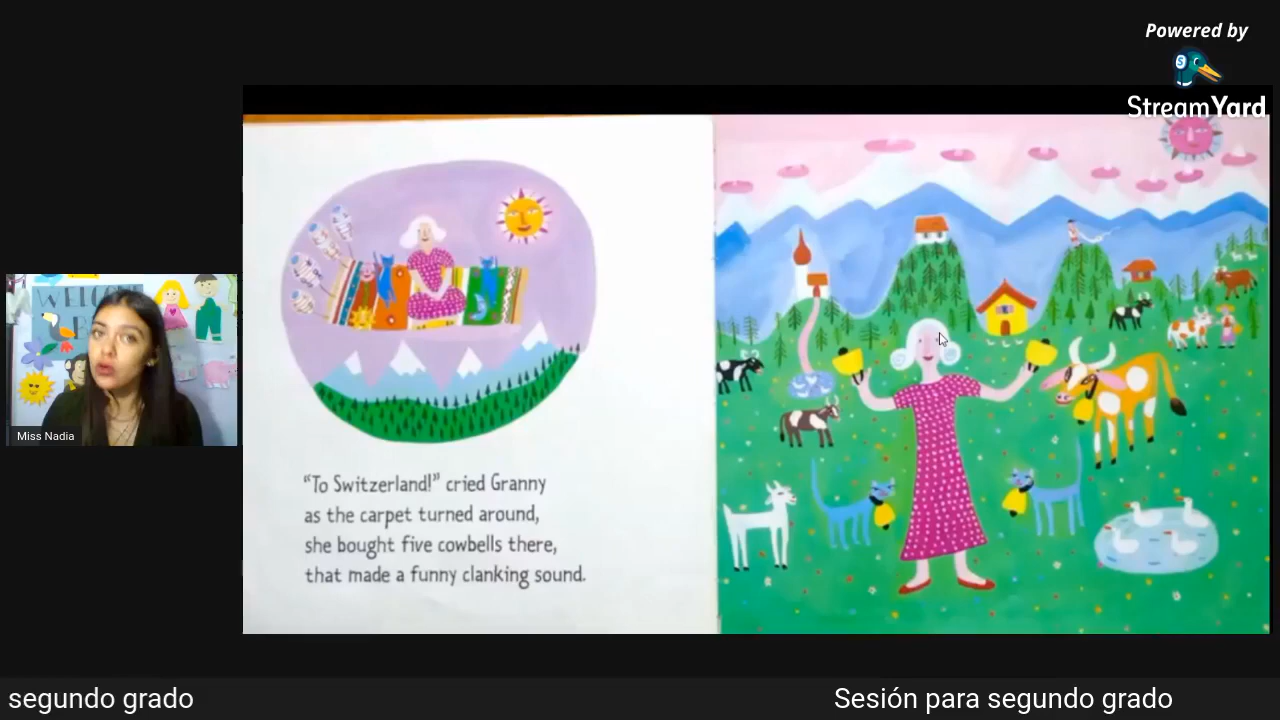 Powered by
StreamYard
Miss Nadia
“To Switzerland!” cried Granny
as the carpet turned around,
she bought five cowbells there,
that made a funny clanking sound.
segundo grado
Sesión para segundo grado